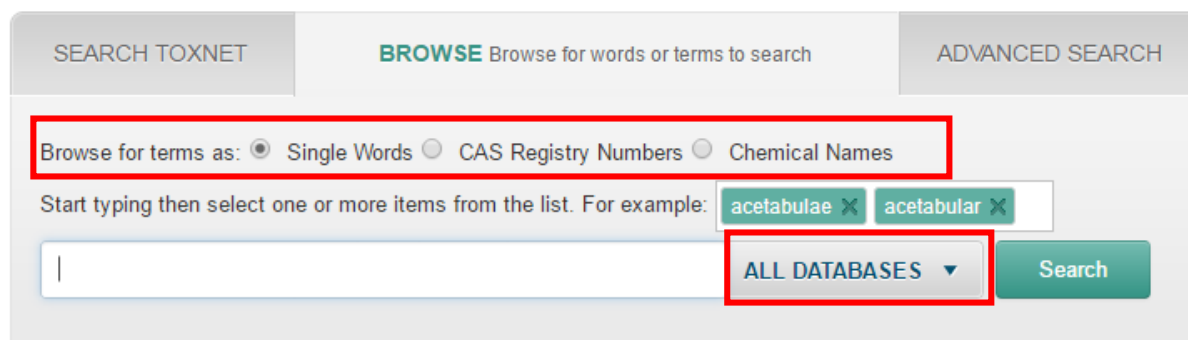 SEARCH TOXNET BROWSE Browse for words or terms to search ADVANCED SEARCH
Browse for terms as: Single Words CAS Registry Numbers Chemical Names
Start typing then select one or more items from the list. For example: acetabulae acetabular
ALL DATABASES Search